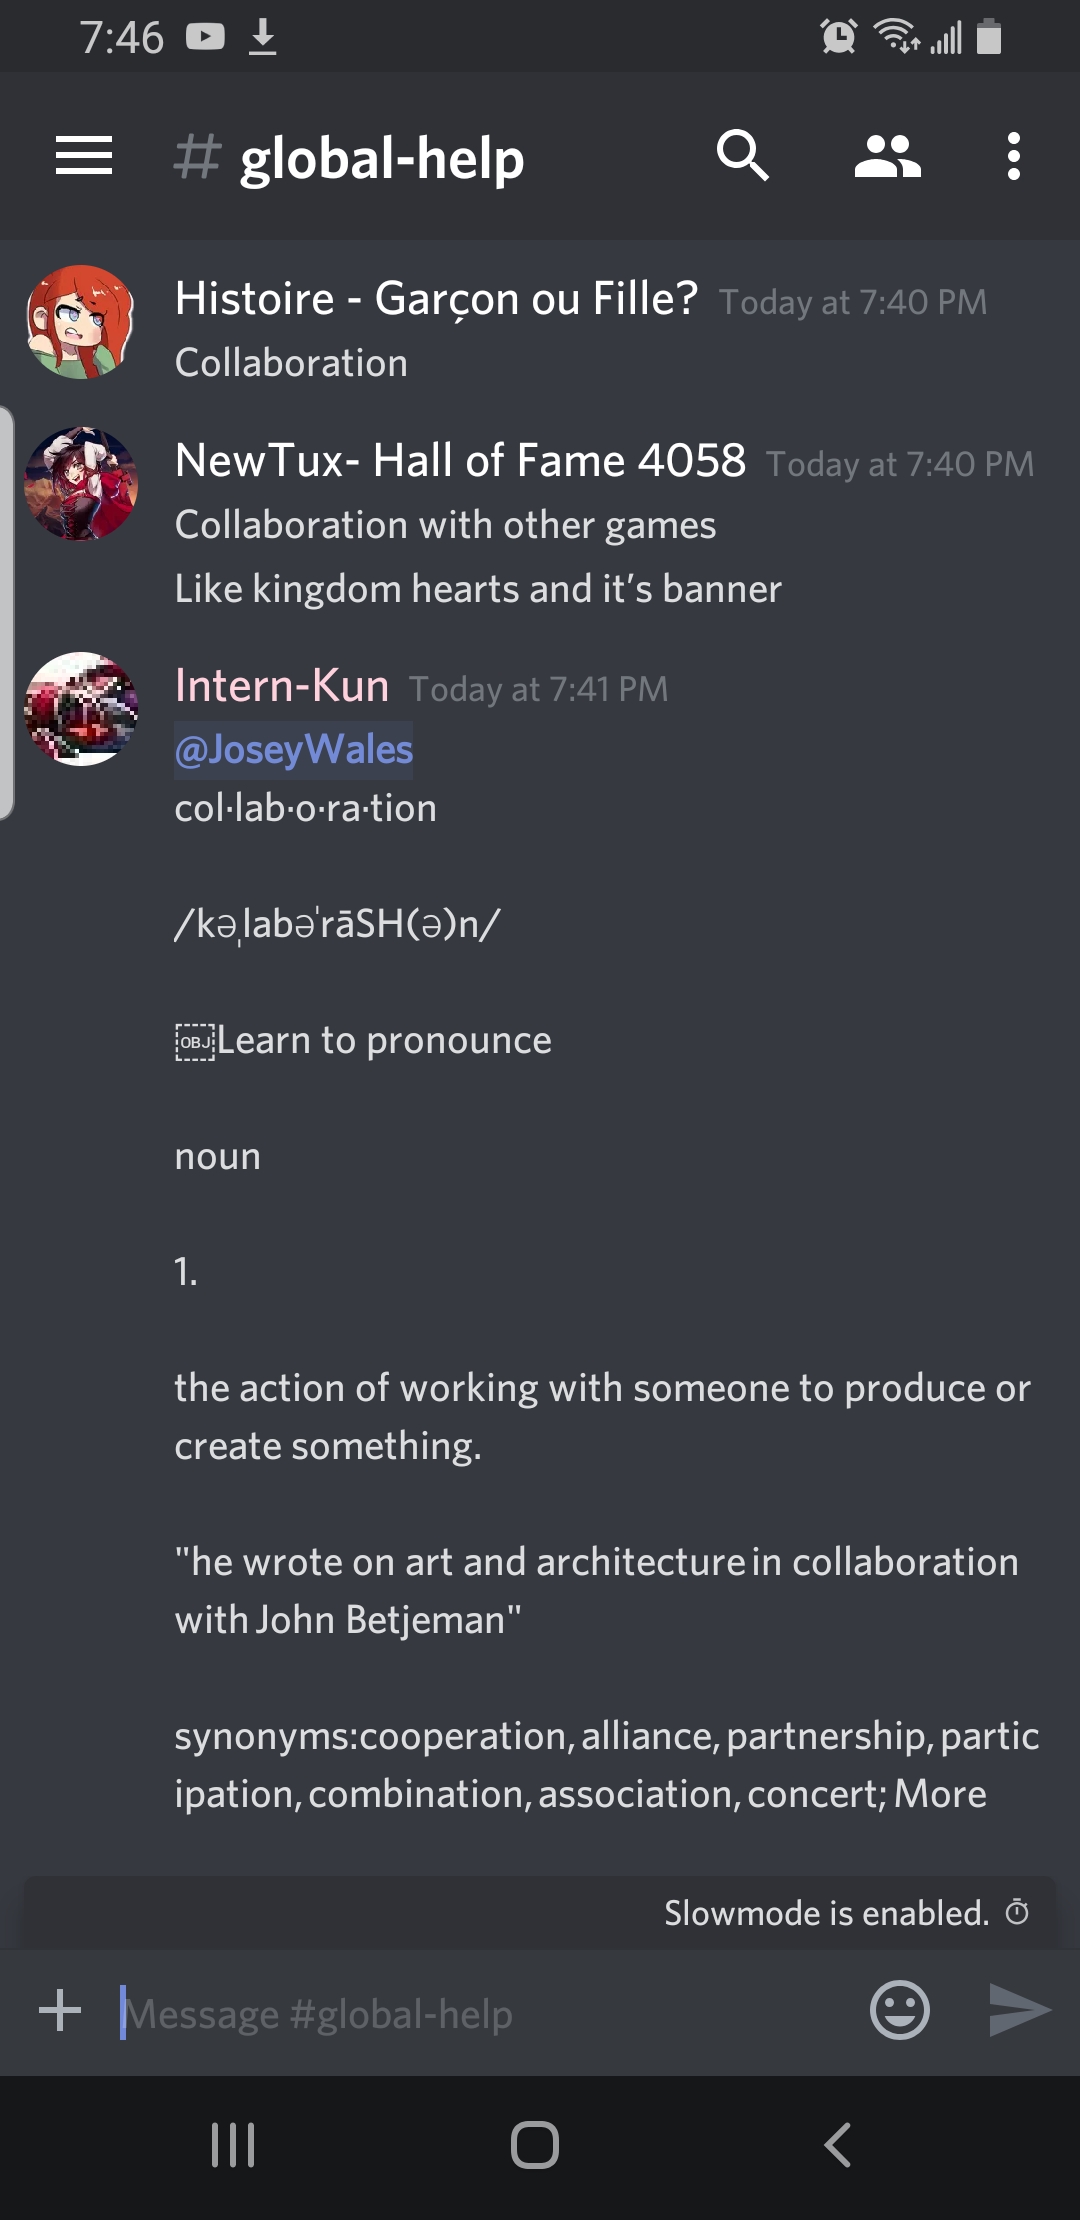 7:46
# global-help
Histoire - Garçon ou Fille? Today at 7:40 PM
Collaboration
NewTux- Hall of Fame 4058 Today at 7:40 PM
Collaboration with other games
Like kingdom hearts and it’s banner
Intern-Kun Today at 7:41 PM
@JoseyWales
col·lab·o·ra·tion
/kəˌlabəˈrāSH(ə)n/
OBJ Learn to pronounce
noun
1.
the action of working with someone to produce or
create something.
"he wrote on art and architecture in collaboration
with John Betjeman"
synonyms:cooperation, alliance, partnership, partic
ipation, combination, association, concert; More
Slowmode is enabled.
Message #global-help